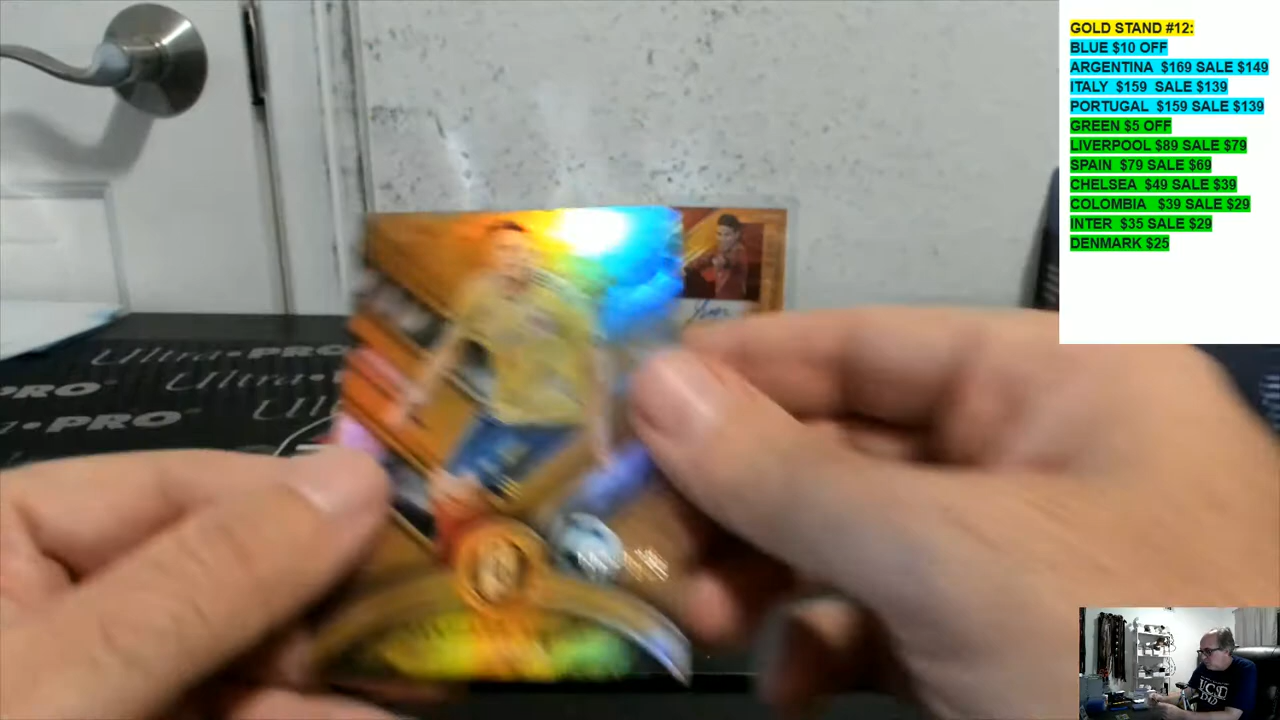 GOLD STAND #12:
BLUE $10 OFF
ARGENTINA $169 SALE $149
ITALY $159 SALE $139
PORTUGAL $159 SALE $139
GREEN $5 OFF
LIVERPOOL $89 SALE $79
SPAIN $79 SALE $69
CHELSEA $49 SALE $39
COLOMBIA $39 SALE $29
INTER $35 SALE $29
DENMARK $25
Ultra PRO
Ultra PRO
PRO